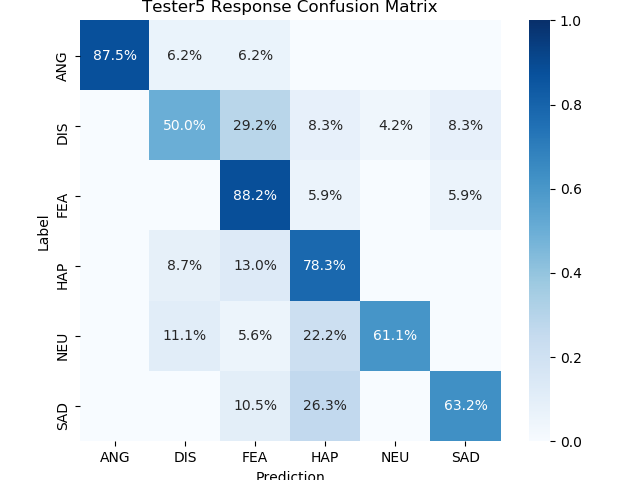 Tester5 Response Confusion Matrix
ANG 87.5% 6.2% 6.2%
DIS 50.0% 29.2% 8.3% 4.2% 8.3%
FEA 88.2% 5.9% 5.9%
HAP 8.7% 13.0% 78.3%
NEU 11.1% 5.6% 22.2% 61.1%
SAD 10.5% 26.3% 63.2%
Label
ANG DIS FEA HAP NEU SAD
Prediction
1.0
0.8
0.6
0.4
0.2
0.0